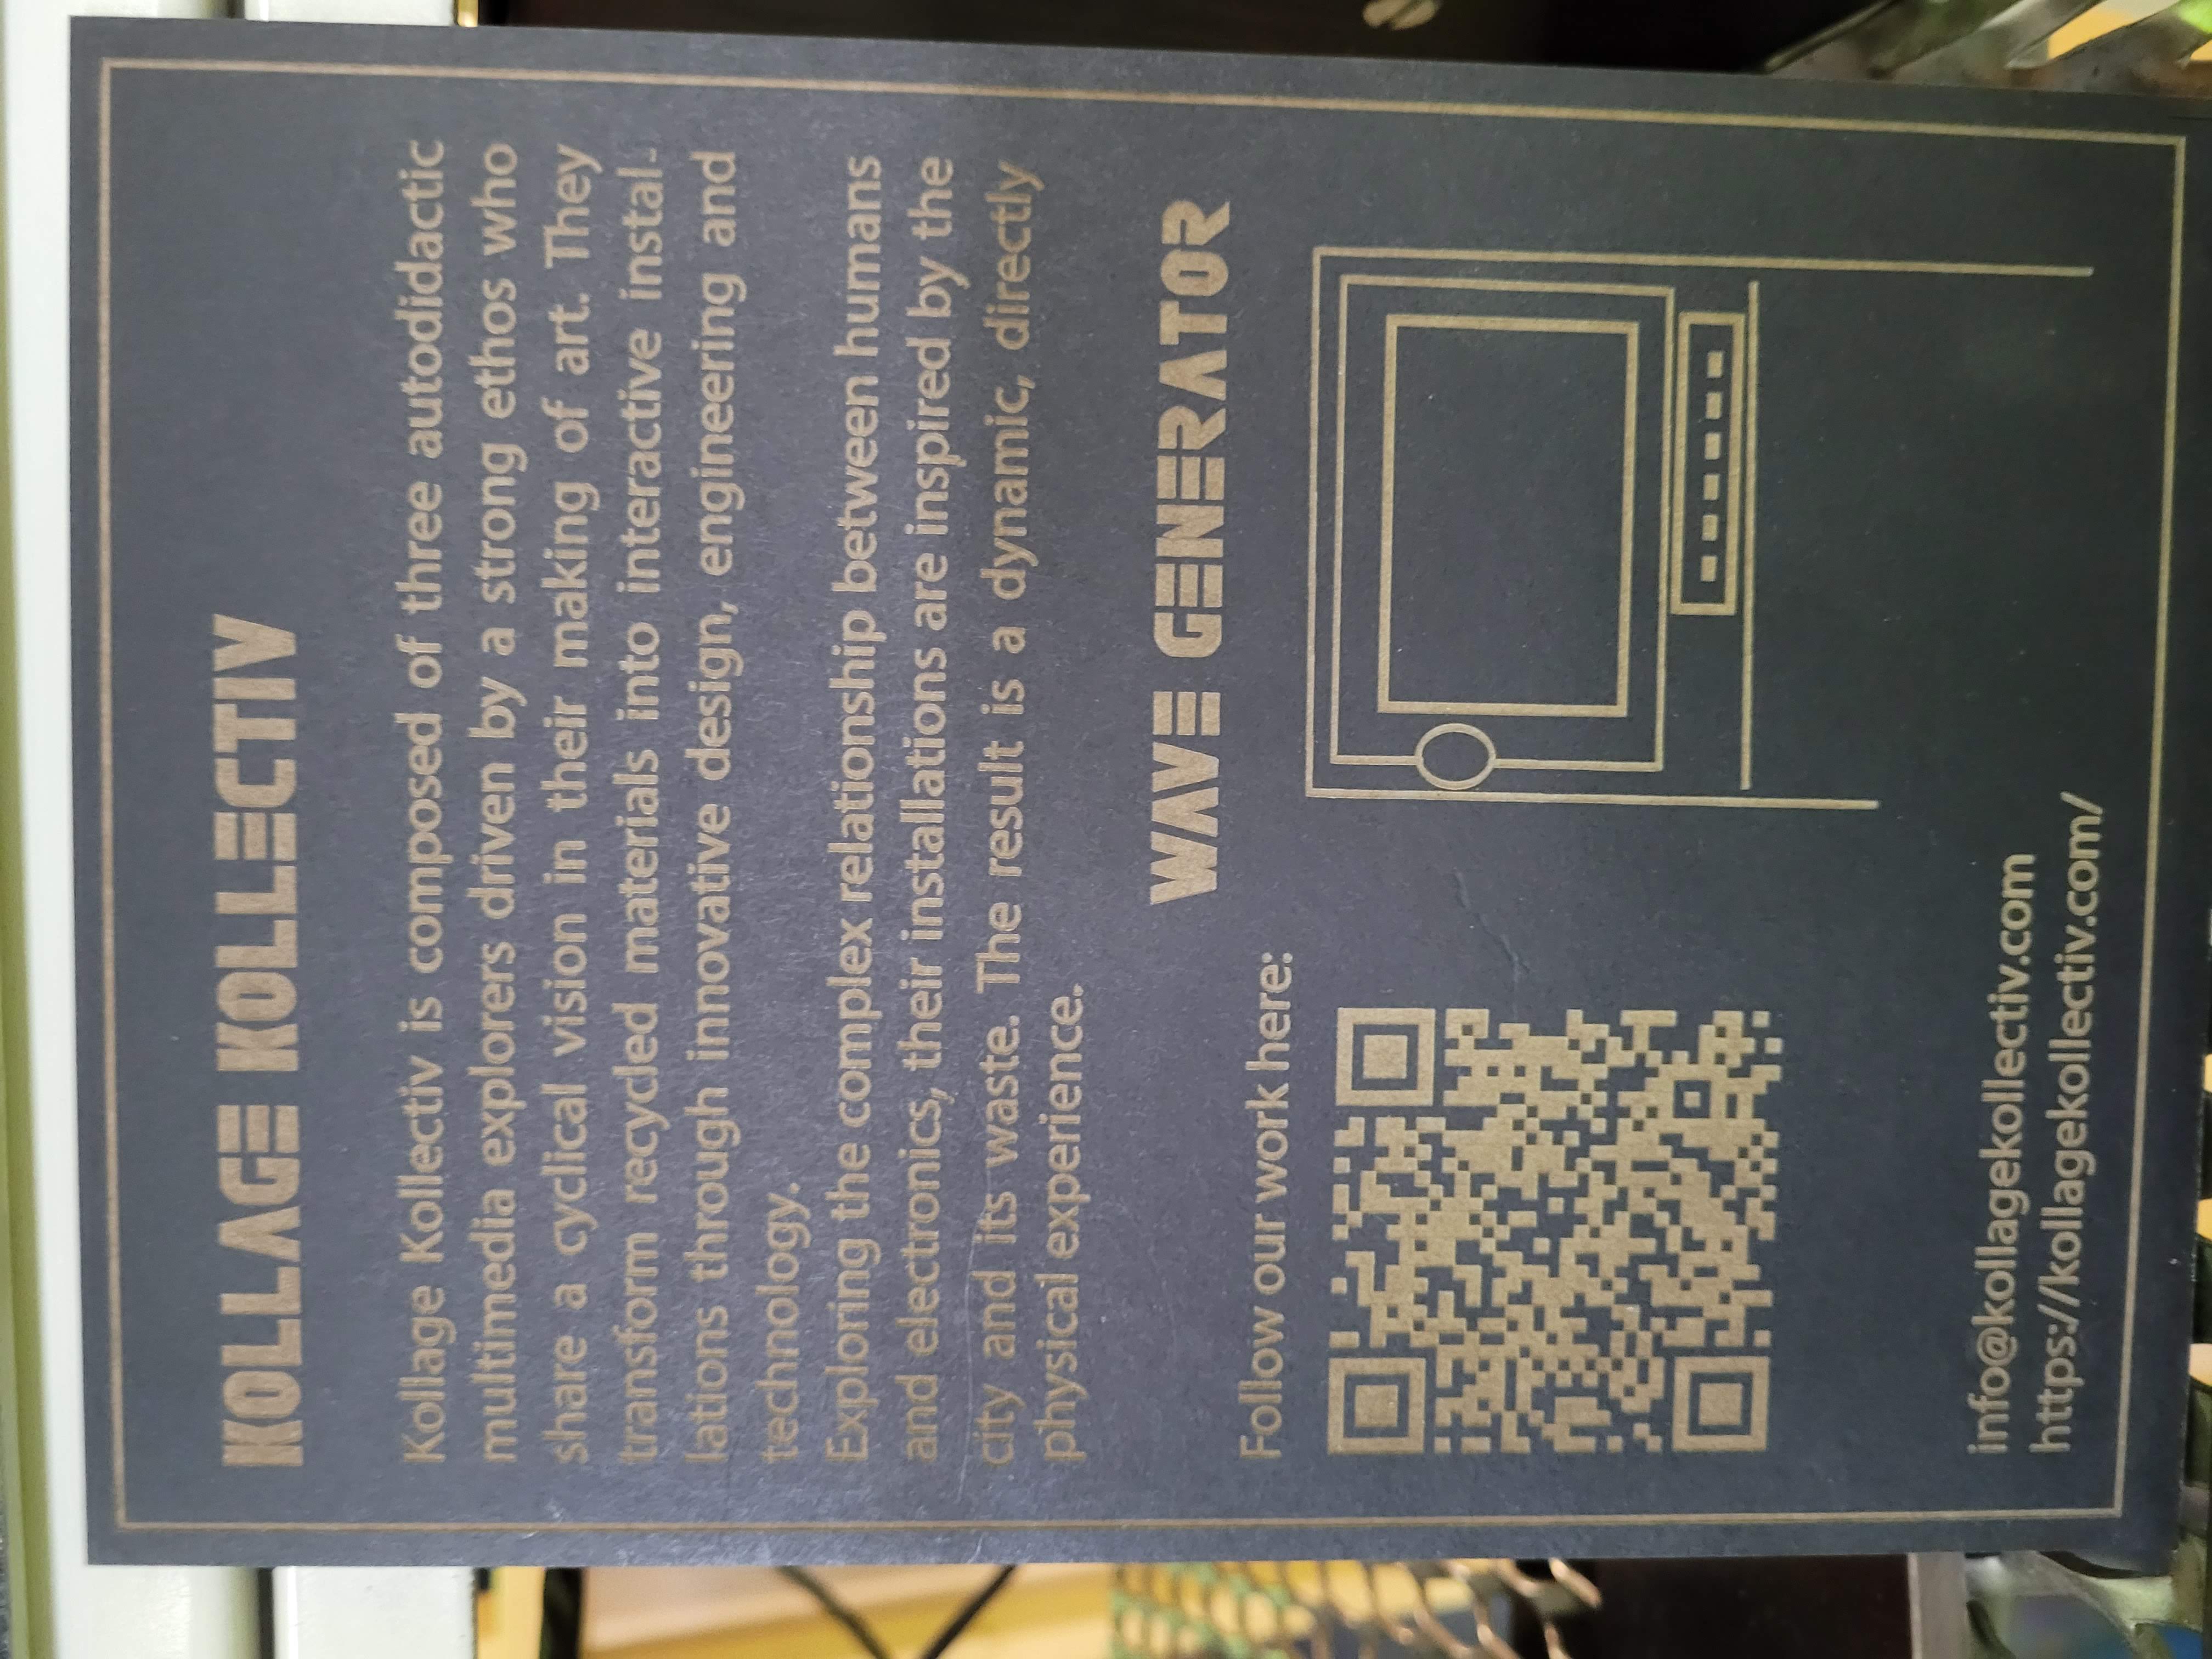 KOLLAGE KOLLECTIV
Kollage Kollectiv is composed of three autodidactic
multimedia explorers driven by a strong ethos who
share a cyclical vision in their making of art. They
transform recycled materials into interactive instal-
lations through innovative design, engineering and
technology.
Exploring the complex relationship between humans
and electronics, their installations are inspired by the
city and its waste. The result is a dynamic, directly
physical experience.
WAVE GENERATOR
Follow our work here:
info@kollagekollectiv.com
https://kollagekollectiv.com/